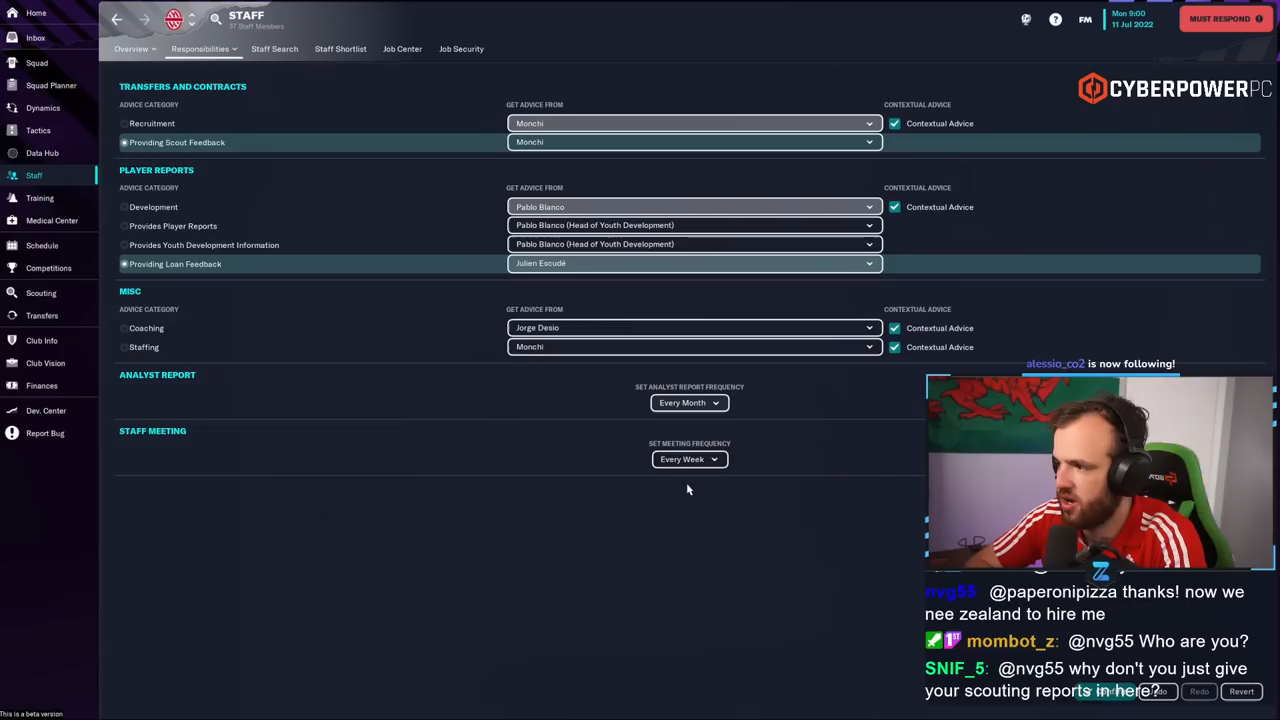 Home
Inbox
Squad
Squad Planner
Dynamics
Tactics
Data Hub
Staff
Training
Medical Center
Schedule
Competitions
Scouting
Transfers
Club Info
Club Vision
Finances
Dev. Center
Report Bug
This is a beta version
STAFF
37 Staff Members
FM
Mon 9:00
11 Jul 2022
MUST RESPOND
Overview
Responsibilities
Staff Search
Staff Shortlist
Job Center
Job Security
CYBERPOWERPC
TRANSFERS AND CONTRACTS
ADVICE CATEGORY GET ADVICE FROM CONTEXTUAL ADVICE
Recruitment Monchi Contextual Advice
Providing Scout Feedback Monchi
PLAYER REPORTS
ADVICE CATEGORY GET ADVICE FROM CONTEXTUAL ADVICE
Development Pablo Blanco Contextual Advice
Provides Player Reports Pablo Blanco (Head of Youth Development)
Provides Youth Development Information Pablo Blanco (Head of Youth Development)
Providing Loan Feedback Julien Escudé
MISC
ADVICE CATEGORY GET ADVICE FROM CONTEXTUAL ADVICE
Coaching Jorge Desio Contextual Advice
Staffing Monchi Contextual Advice
ANALYST REPORT
SET ANALYST REPORT FREQUENCY
Every Month
STAFF MEETING
SET MEETING FREQUENCY
Every Week
alessio_co2 is now following!
nvg55 @paperonipizza thanks! now we
nee zealand to hire me
mombot_z: @nvg55 Who are you?
SNIF_5: @nvg55 why don't you just give
your scouting reports in here?
Redo
Revert